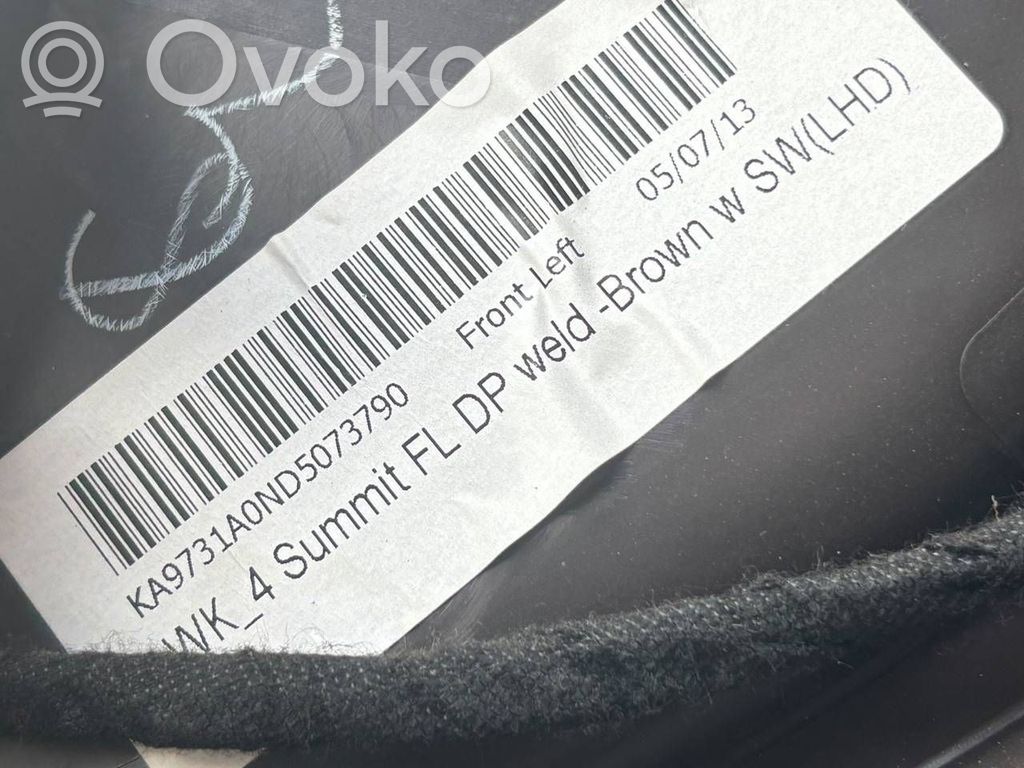 Ovoko
05/07/13
Front Left
KA9731A0ND5073790
WK_4 Summit FL DP weld -Brown w SW(LHD)